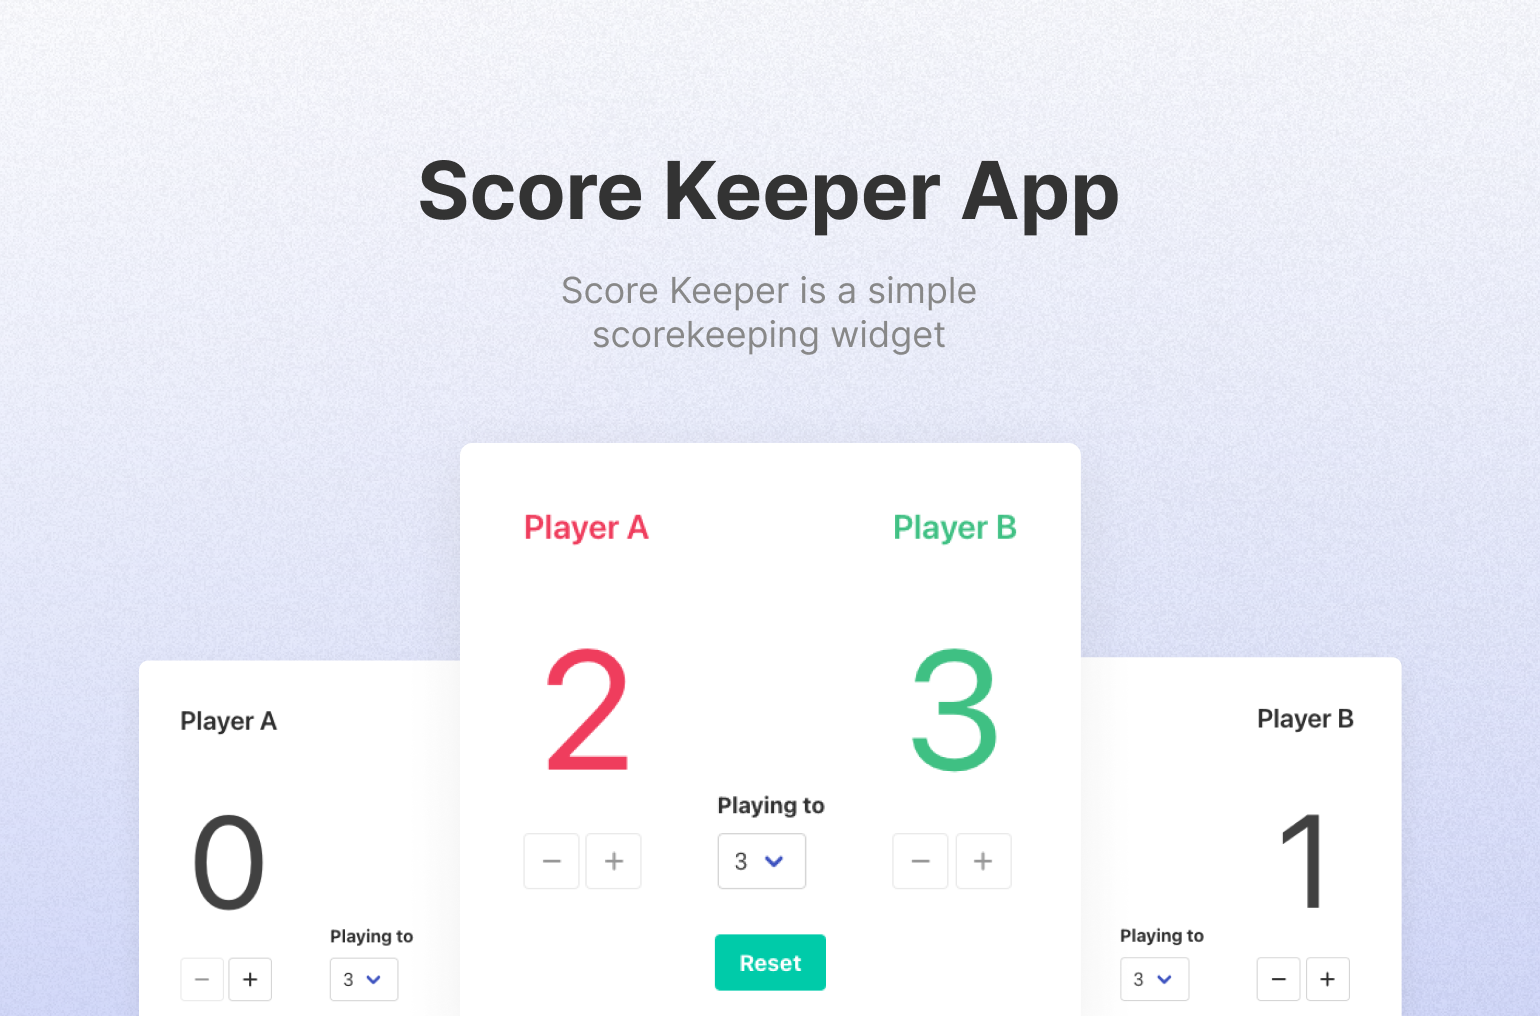 Score Keeper App
Score Keeper is a simple
scorekeeping widget
Player A
Player B
2
3
Playing to
− + 3 − +
Reset
Player A
0
Playing to
− + 3
Player B
1
Playing to
3 − +